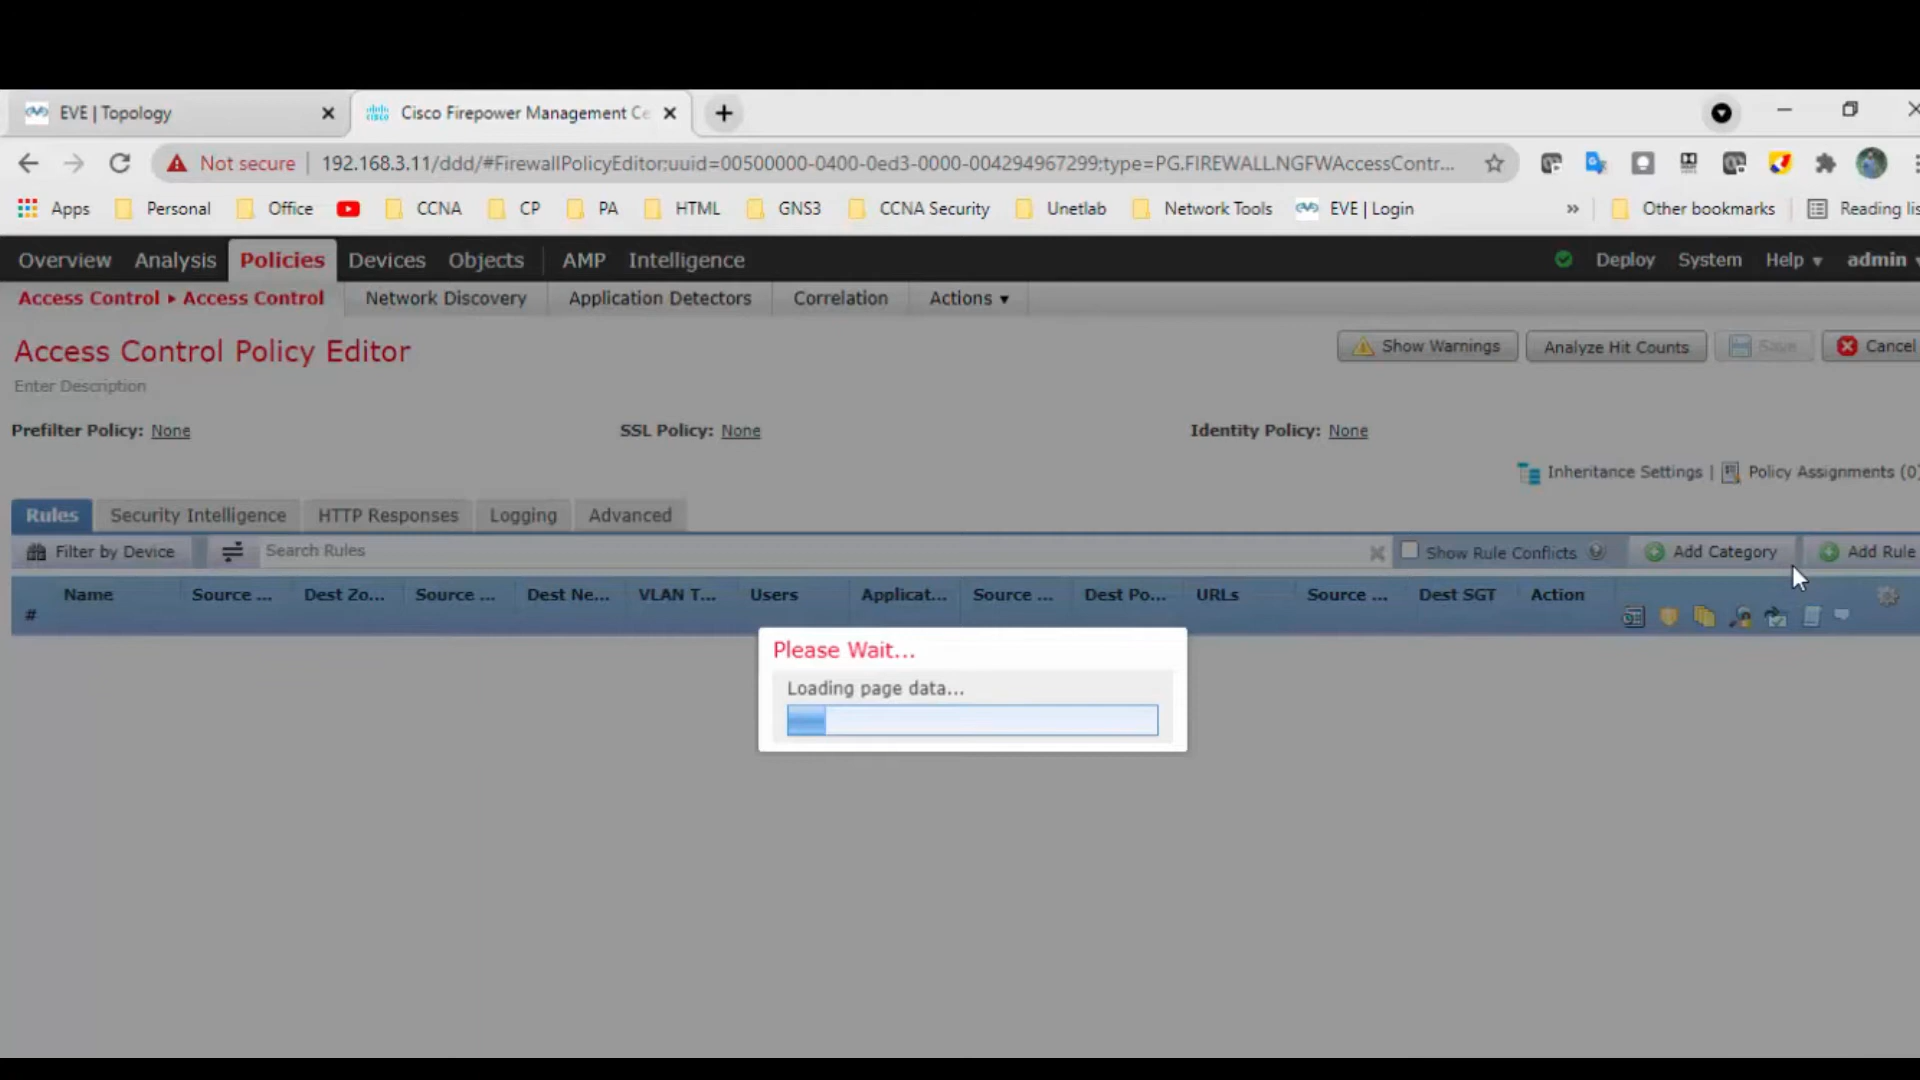 EVE | Topology
Cisco Firepower Management Ce
Not secure | 192.168.3.11/ddd/#FirewallPolicyEditor;uuid=00500000-0400-0ed3-0000-004294967299;type=PG.FIREWALL.NGFWAccessContr...
Apps Personal Office CCNA CP PA HTML GNS3 CCNA Security Unetlab Network Tools EVE | Login » Other bookmarks Reading lis
Overview Analysis Policies Devices Objects AMP Intelligence Deploy System Help ▼ admin
Access Control ▸ Access Control Network Discovery Application Detectors Correlation Actions ▼
Access Control Policy Editor Show Warnings Analyze Hit Counts Save Cancel
Enter Description
Prefilter Policy: None SSL Policy: None Identity Policy: None
Inheritance Settings | Policy Assignments (0)
Rules Security Intelligence HTTP Responses Logging Advanced
Filter by Device Search Rules Show Rule Conflicts Add Category Add Rule
Name Source ... Dest Zo... Source ... Dest Ne... VLAN T... Users Applicat... Source ... Dest Po... URLs Source ... Dest SGT Action
#
Please Wait...
Loading page data...